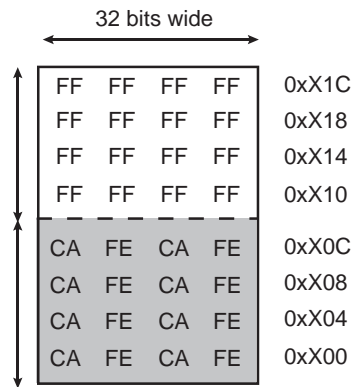 32 bits wide
FF FF FF FF 0xX1C
FF FF FF FF 0xX18
FF FF FF FF 0xX14
FF FF FF FF 0xX10
CA FE CA FE 0xX0C
CA FE CA FE 0xX08
CA FE CA FE 0xX04
CA FE CA FE 0xX00